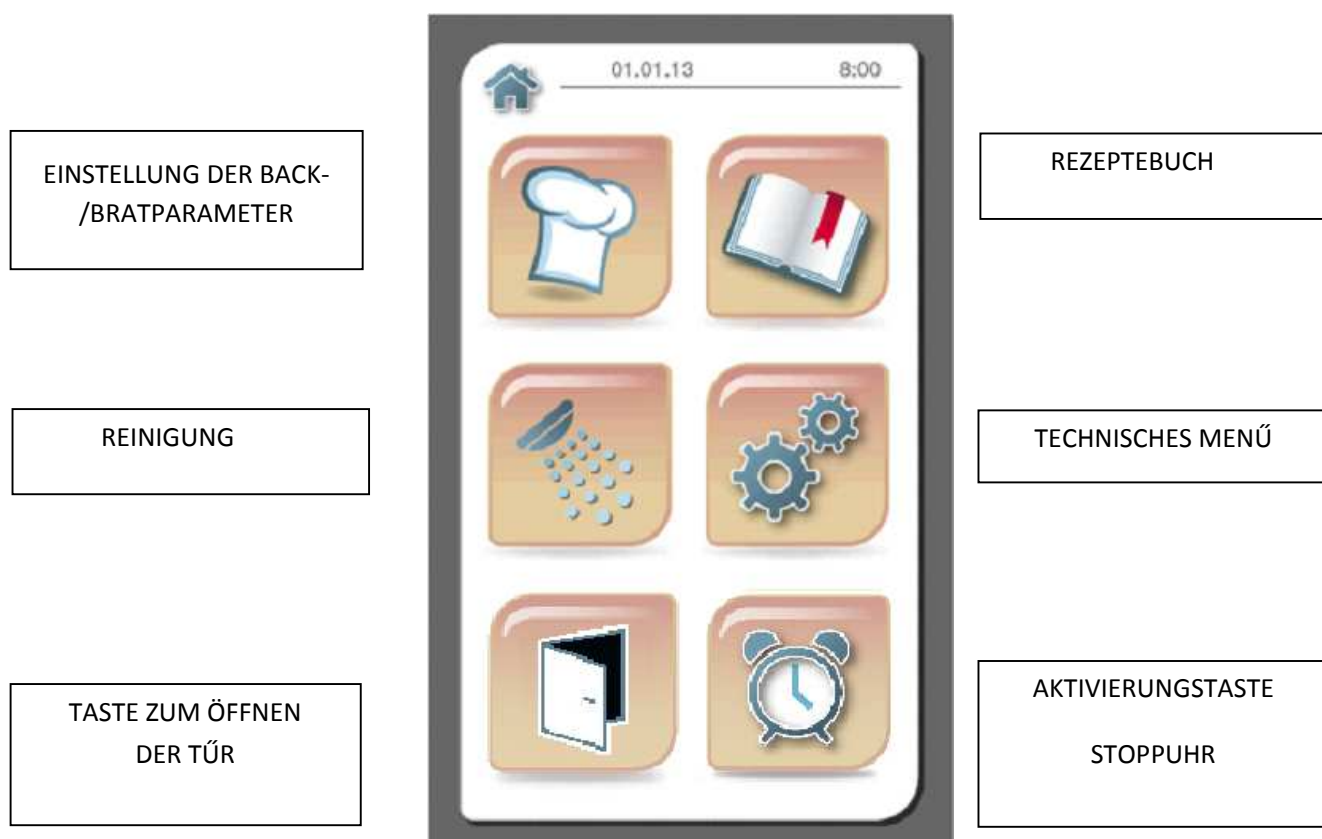 01.01.13 8:00
EINSTELLUNG DER BACK-
/BRATPARAMETER
REZEPTEBUCH
REINIGUNG
TECHNISCHES MENŰ
TASTE ZUM ÖFFNEN
DER TŰR
AKTIVIERUNGSTASTE
STOPPUHR